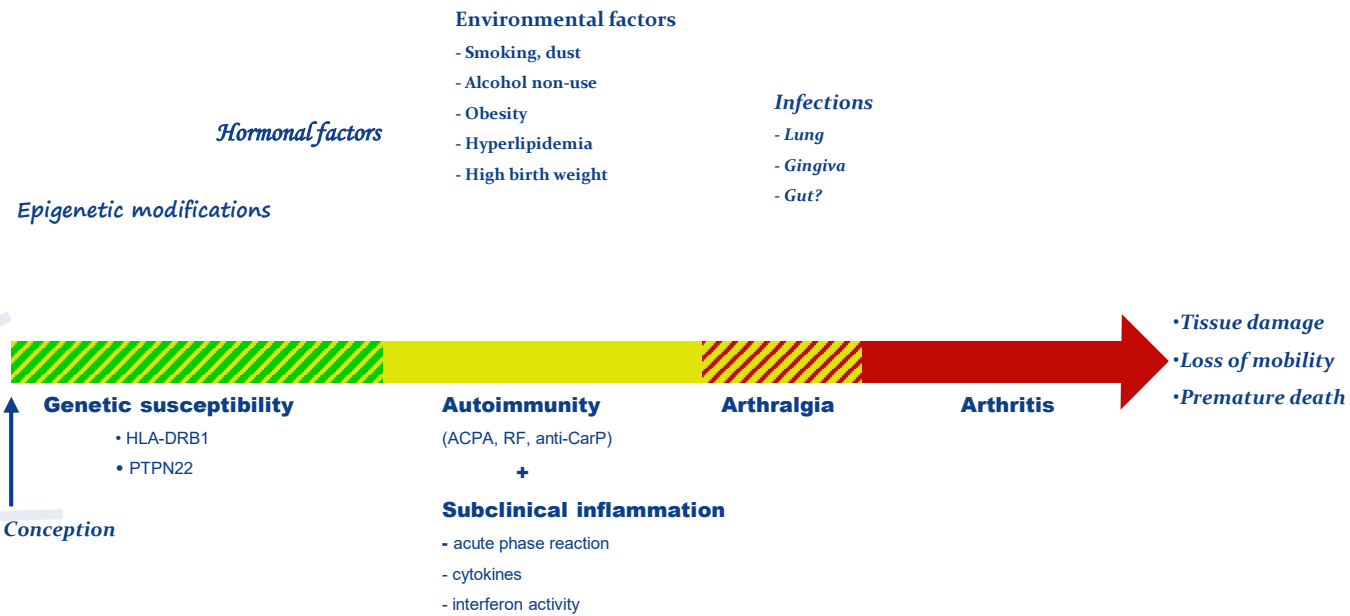 Environmental factors
- Smoking, dust
- Alcohol non-use
- Obesity
- Hyperlipidemia
- High birth weight
Infections
- Lung
- Gingiva
- Gut?
Hormonal factors
Epigenetic modifications
•Tissue damage
•Loss of mobility
•Premature death
Genetic susceptibility
• HLA-DRB1
• PTPN22
Conception
Autoimmunity
(ACPA, RF, anti-CarP)
+
Subclinical inflammation
- acute phase reaction
- cytokines
- interferon activity
Arthralgia
Arthritis